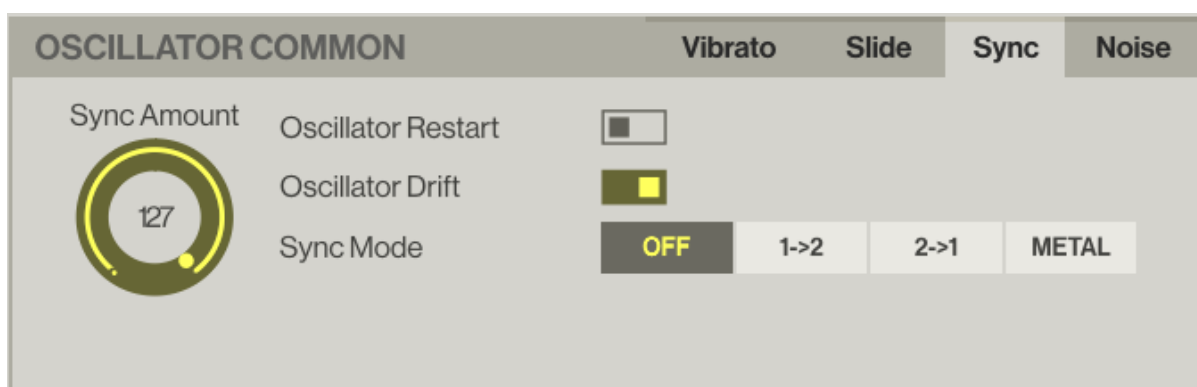 OSCILLATOR COMMON Vibrato Slide Sync Noise
Sync Amount
127
Oscillator Restart
Oscillator Drift
Sync Mode OFF 1->2 2->1 METAL